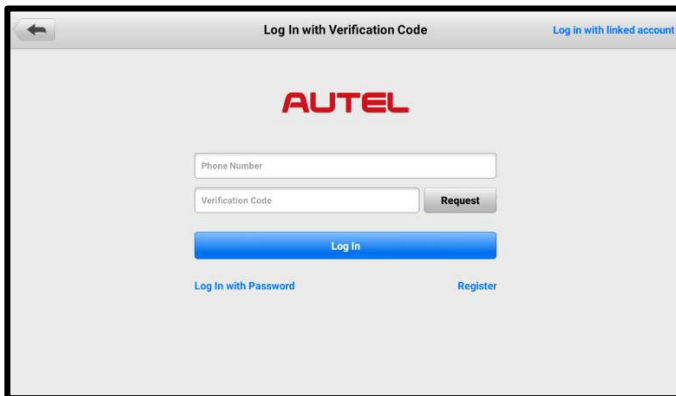 Log In with Verification Code Log in with linked account
AUTEL
Phone Number
Verification Code Request
Log In
Log In with Password Register